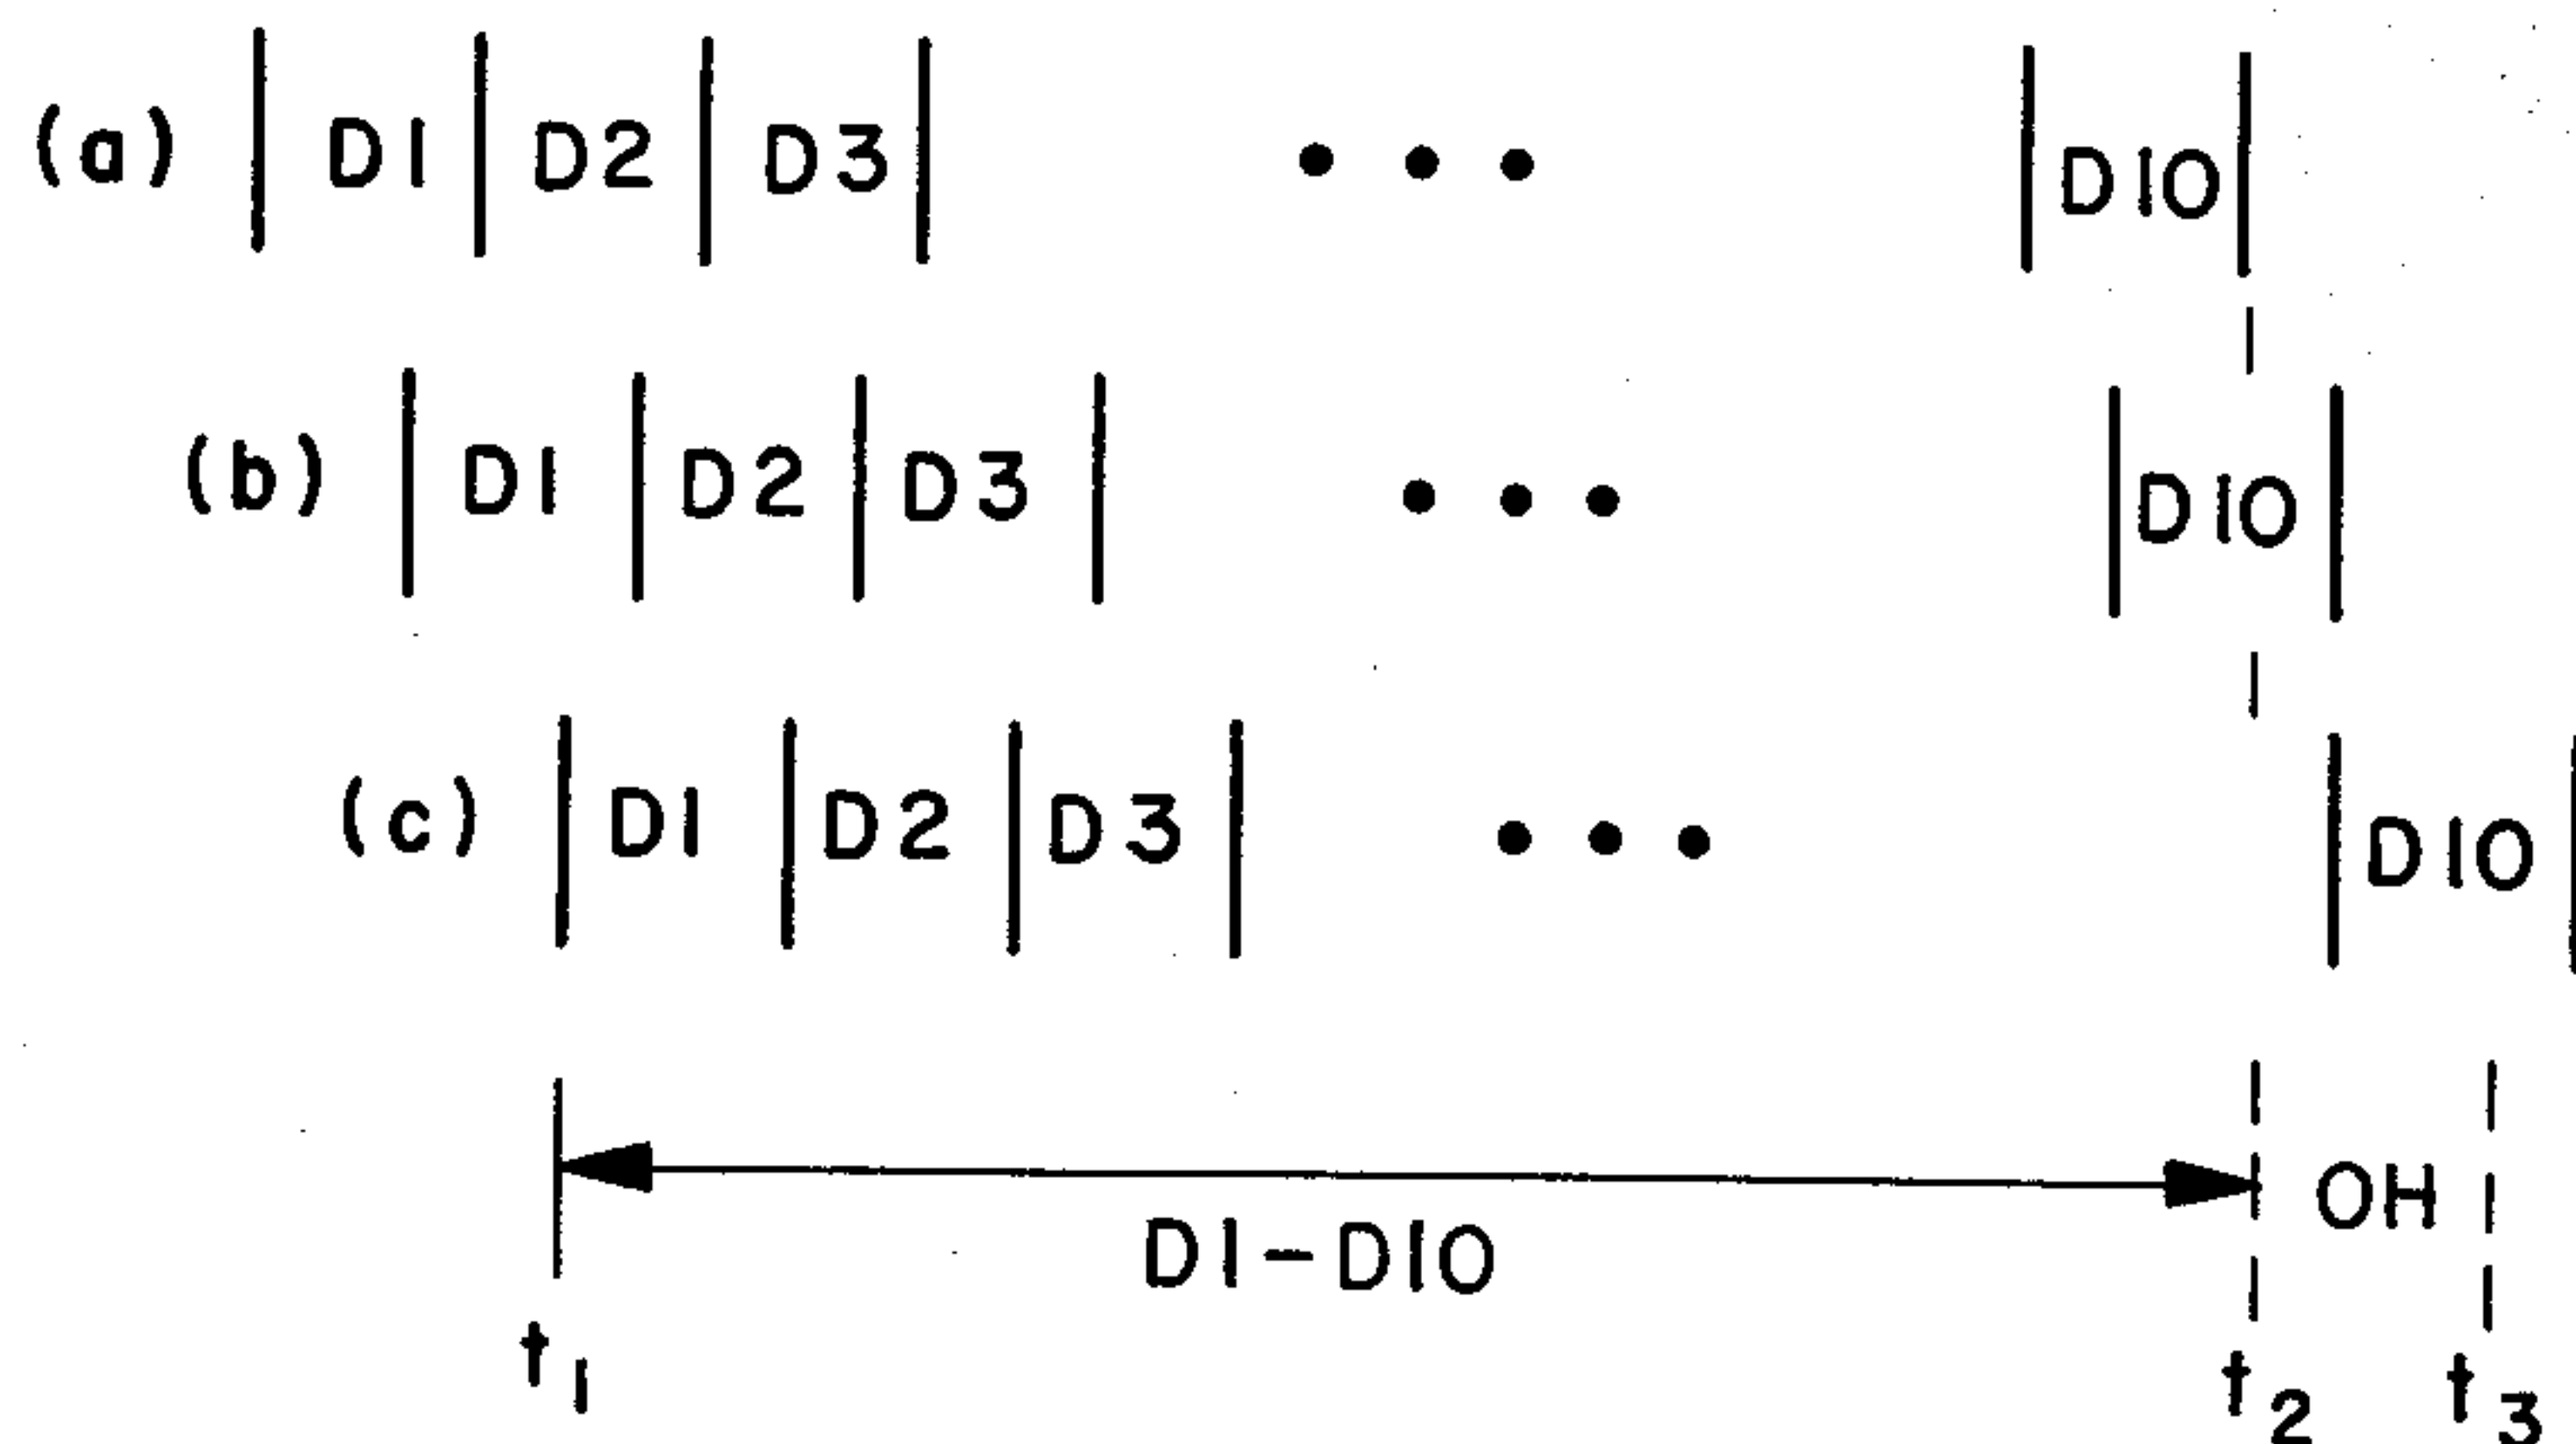 (a) D1 D2 D3 ••• D10
(b) D1 D2 D3 ••• D10
(c) D1 D2 D3 ••• D10
OH
D1-D10
t1 t2 t3